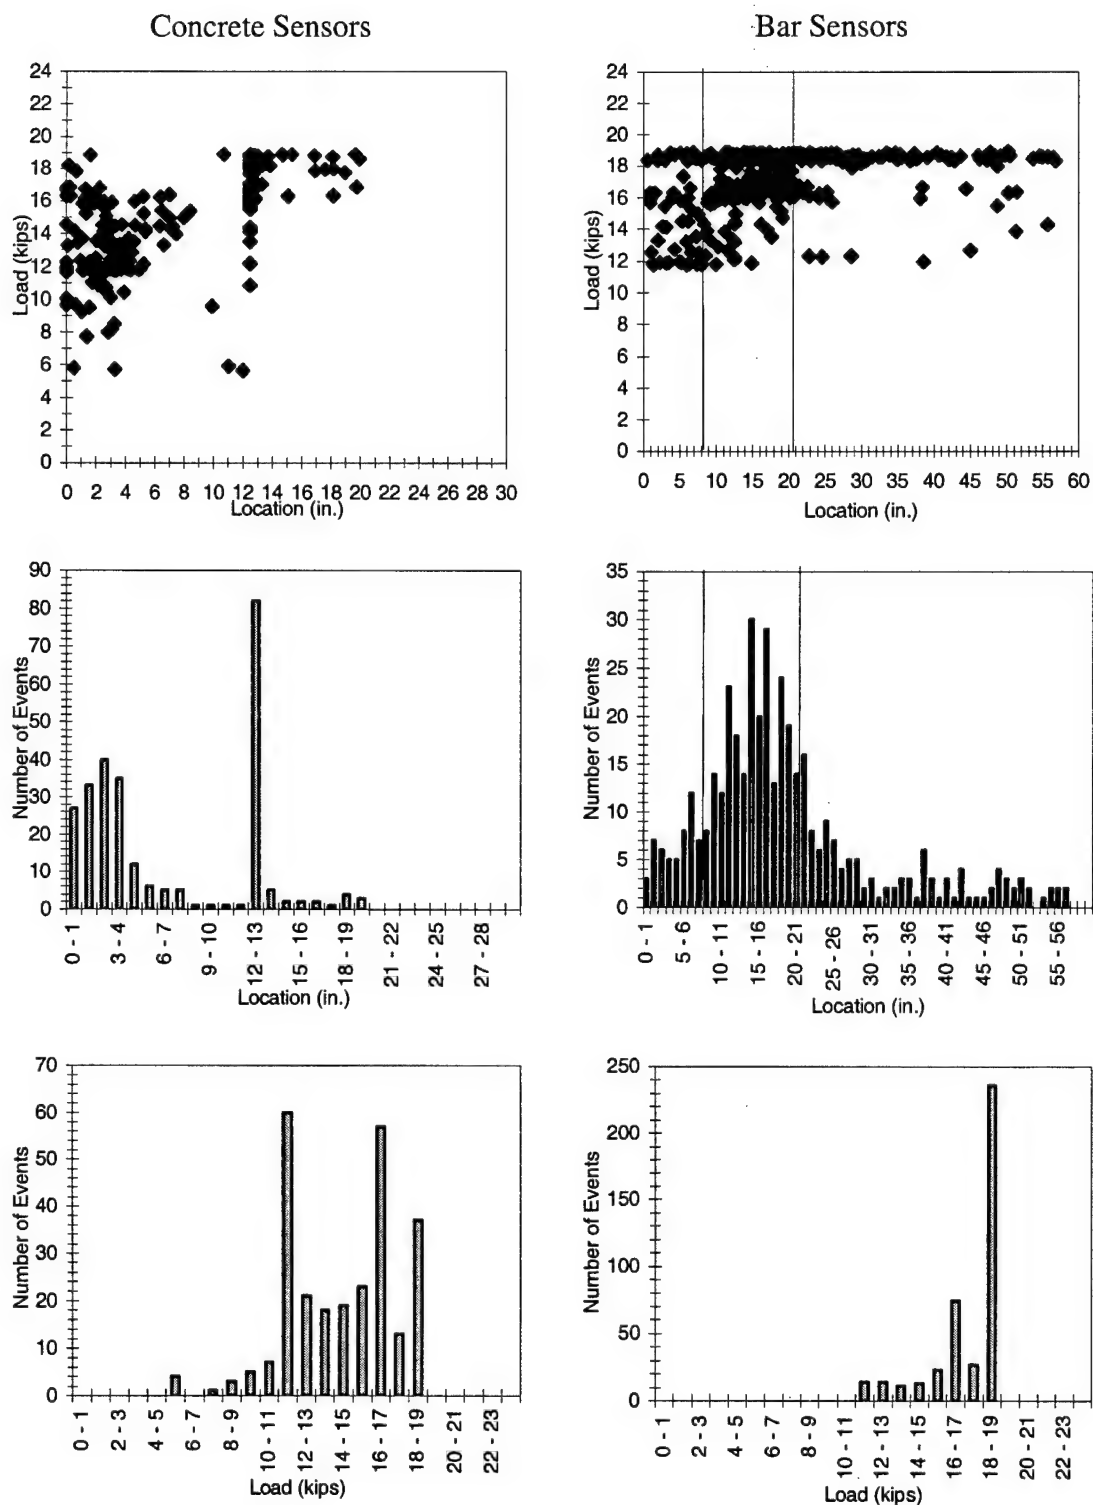 Concrete Sensors
Bar Sensors
24
22
20
18
16
14
12
10
8
6
4
2
0
Load (kips)
0 2 4 6 8 10 12 14 16 18 20 22 24 26 28 30
Location (in.)
24
22
20
18
16
14
12
10
8
6
4
2
0
Load (kips)
0 5 10 15 20 25 30 35 40 45 50 55 60
Location (in.)
90
80
70
60
50
40
30
20
10
0
Number of Events
0 - 1
3 - 4
6 - 7
9 - 10
12 - 13
15 - 16
18 - 19
21 - 22
24 - 25
27 - 28
Location (in.)
35
30
25
20
15
10
5
0
Number of Events
0 - 1
5 - 6
10 - 11
15 - 16
20 - 21
25 - 26
30 - 31
35 - 36
40 - 41
45 - 46
50 - 51
55 - 56
Location (in.)
70
60
50
40
30
20
10
0
Number of Events
0 - 1
2 - 3
4 - 5
6 - 7
8 - 9
10 - 11
12 - 13
14 - 15
16 - 17
18 - 19
20 - 21
22 - 23
Load (kips)
250
200
150
100
50
0
Number of Events
0 - 1
2 - 3
4 - 5
6 - 7
8 - 9
10 - 11
12 - 13
14 - 15
16 - 17
18 - 19
20 - 21
22 - 23
Load (kips)